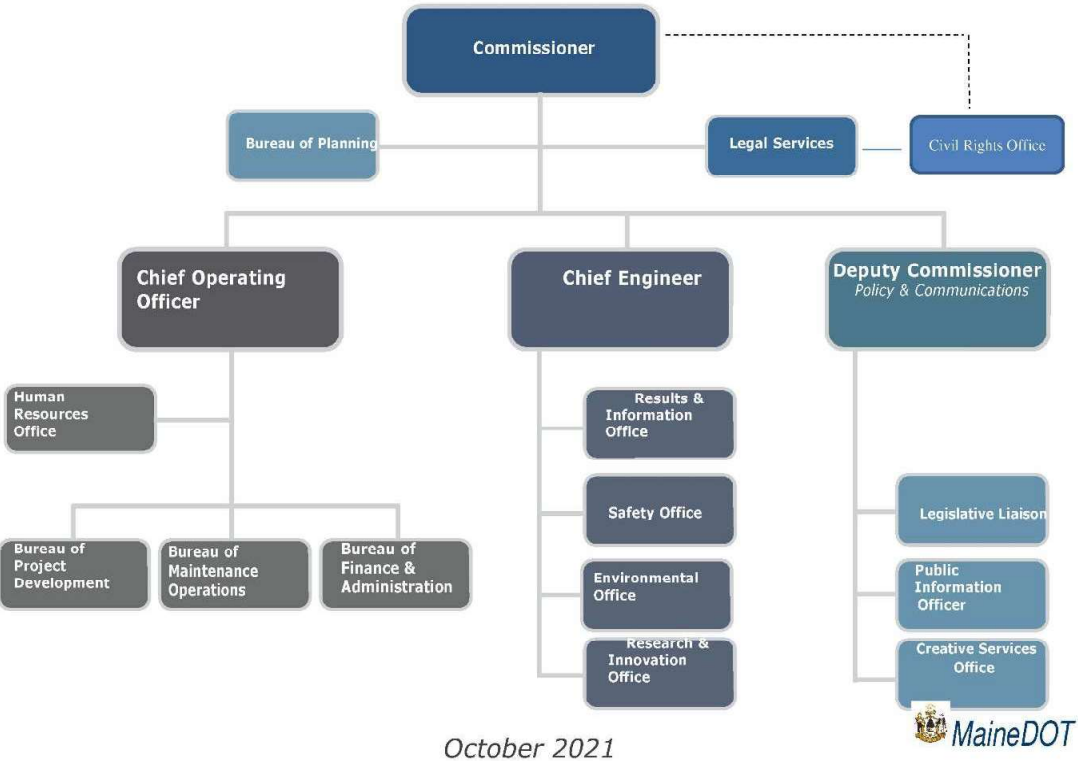 Commissioner
Bureau of Planning
Legal Services
Civil Rights Office
Chief Operating
Officer
Chief Engineer
Deputy Commissioner
Policy & Communications
Human
Resources
Office
Bureau of
Project
Development
Bureau of
Maintenance
Operations
Bureau of
Finance &
Administration
Results &
Information
Office
Safety Office
Environmental
Office
Research &
Innovation
Office
Legislative Liaison
Public
Information
Officer
Creative Services
Office
MaineDOT
October 2021